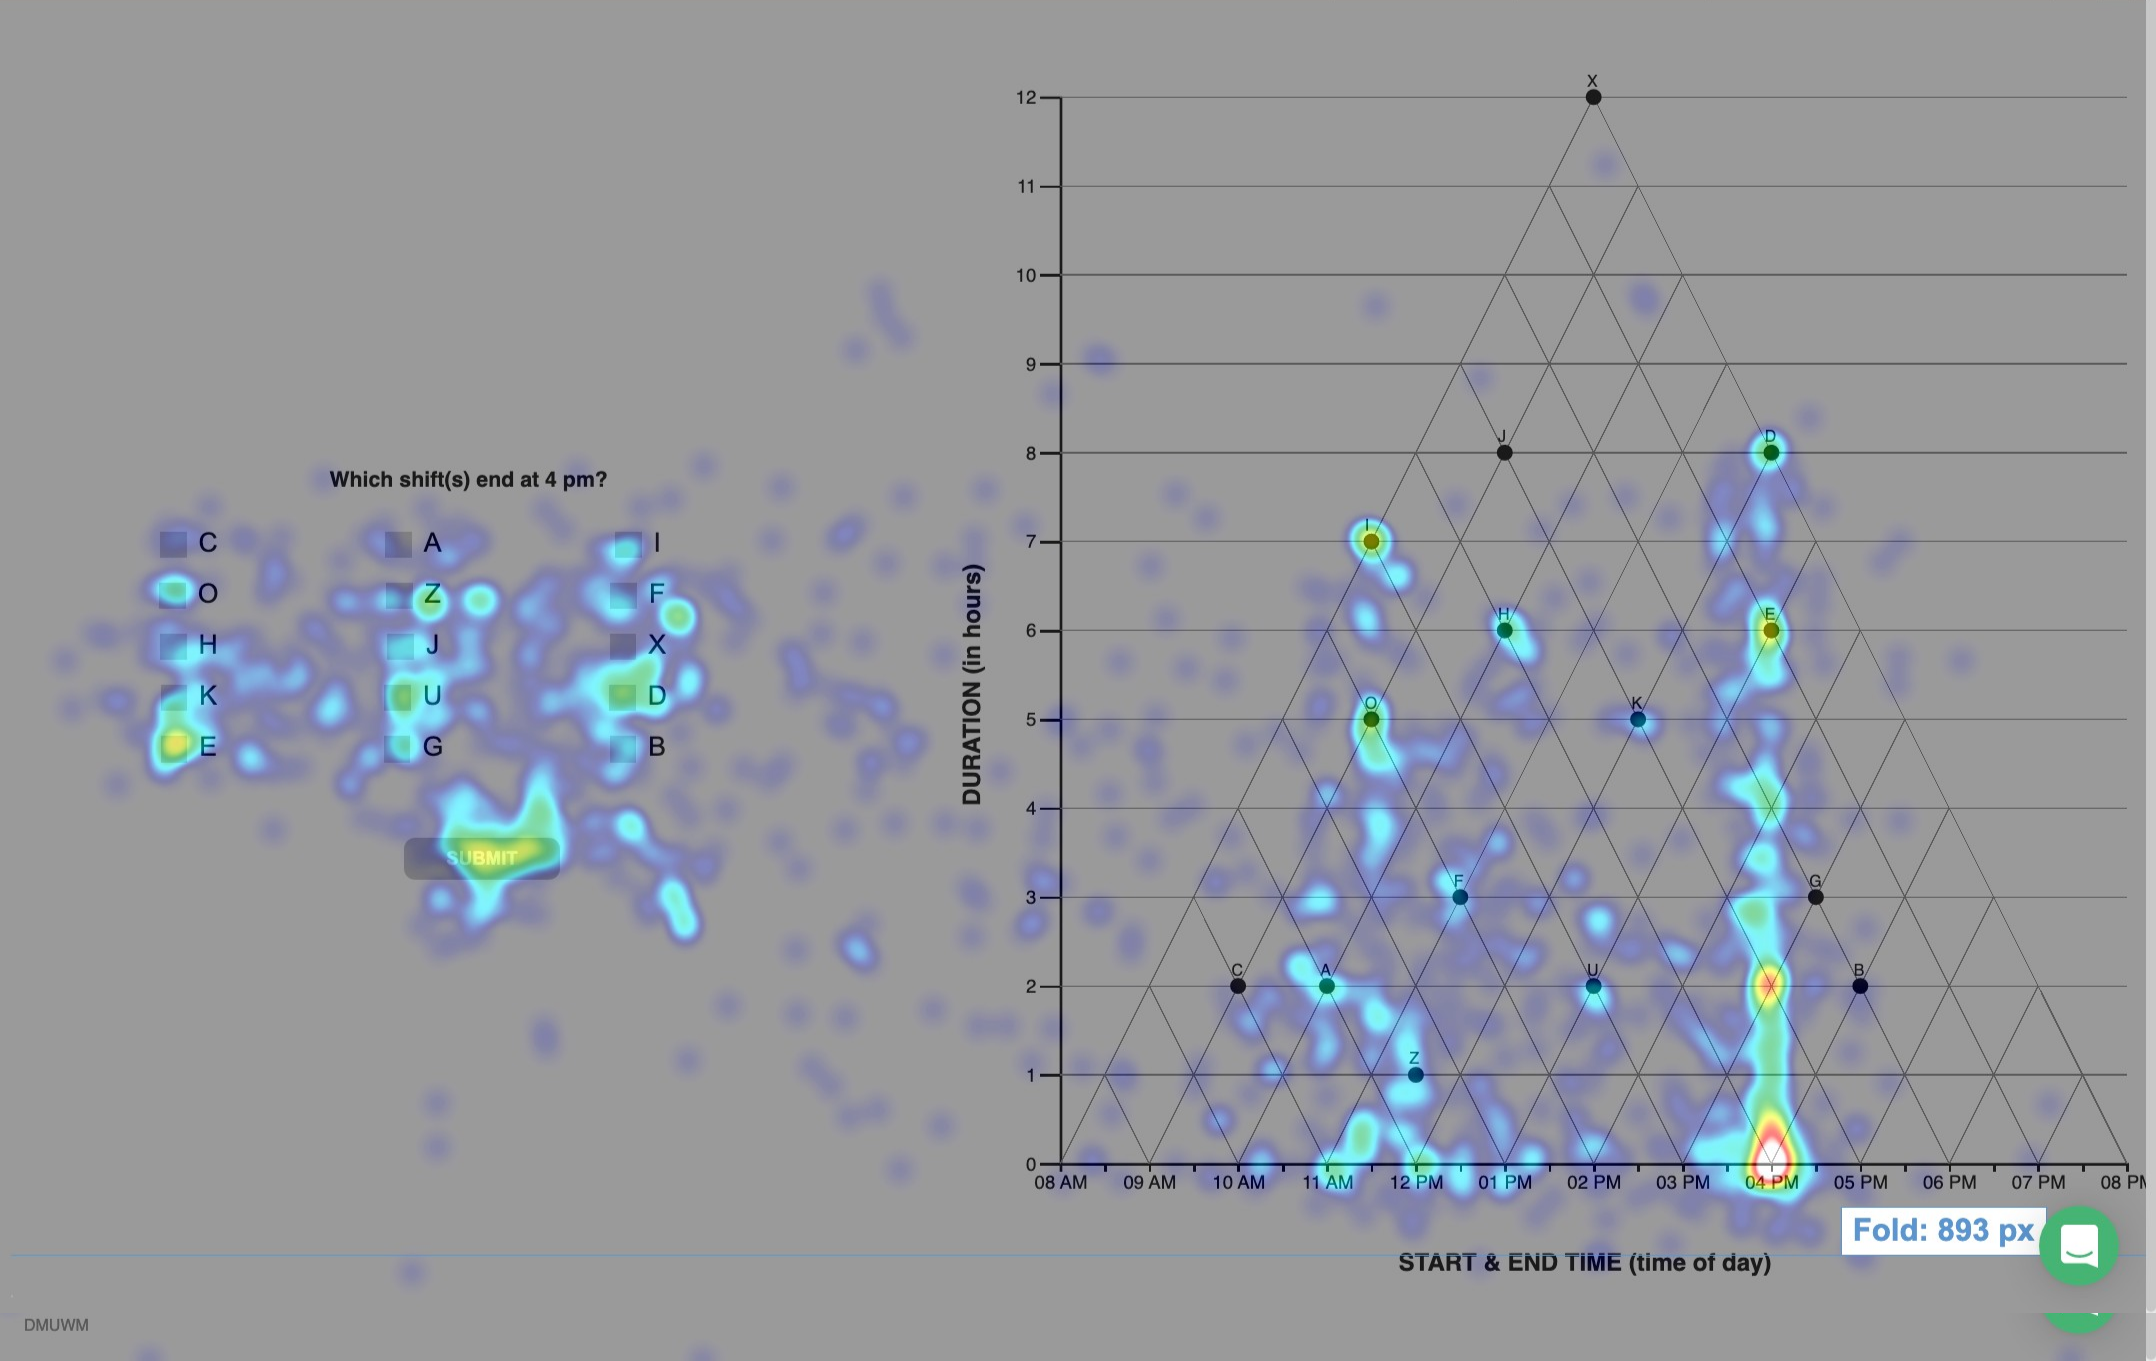 Which shift(s) end at 4 pm?
C A I
O Z F
H J X
K U D
E G B
SUBMIT
X
12
11
10
9
J D
8
I
7
H E
6
O K
5
4
F G
3
C A U B
2
Z
1
0
DURATION (in hours)
08 AM 09 AM 10 AM 11 AM 12 PM 01 PM 02 PM 03 PM 04 PM 05 PM 06 PM 07 PM 08 PM
Fold: 893 px
START & END TIME (time of day)
DMUWM